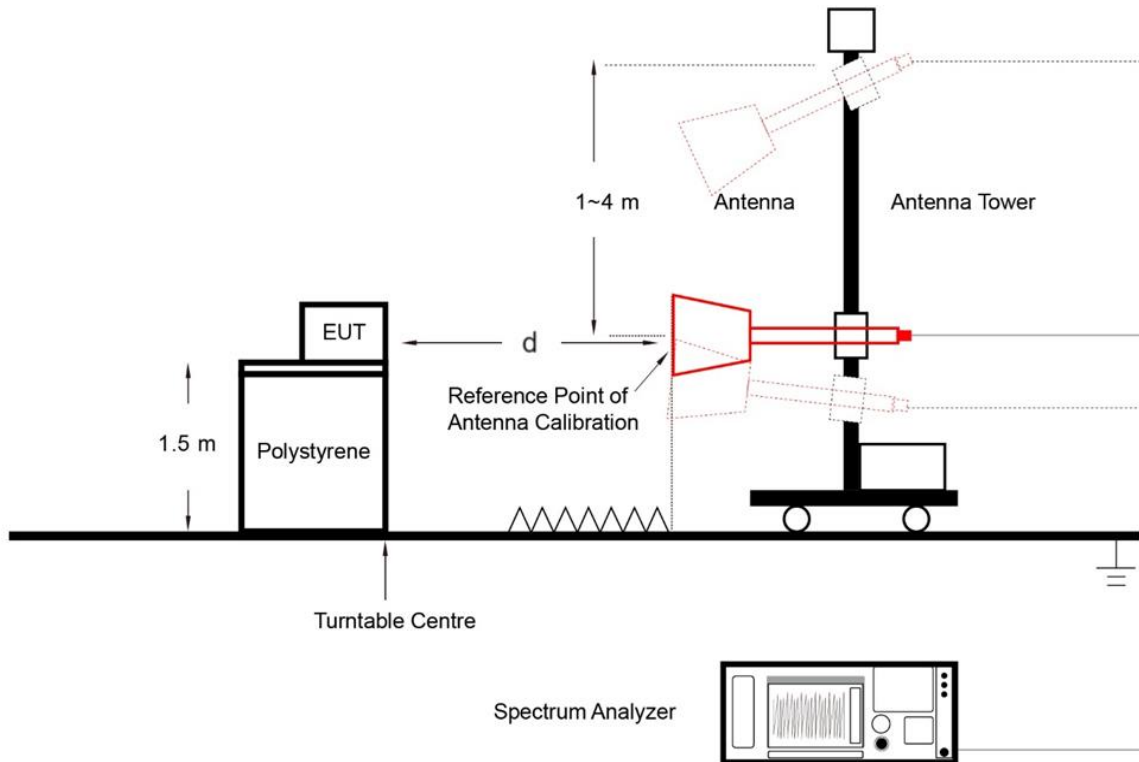 1~4 m
Antenna
Antenna Tower
EUT
d
Reference Point of
Antenna Calibration
1.5 m
Polystyrene
Turntable Centre
Spectrum Analyzer